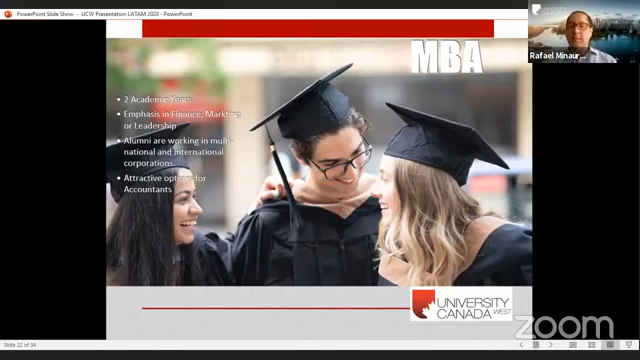 PowerPoint Slide Show - UCW Presentation LATAM 2020 - PowerPoint
UNIVERSITY
Rafael Minaur...
MBA
• 2 Academic Years
• Emphasis in Finance, Markting
or Leadership
• Alumni are working in multi-
national and international
corporations.
• Attractive options for
Accountants
UNIVERSITY
CANADA WEST
zoom
Slide 22 of 34